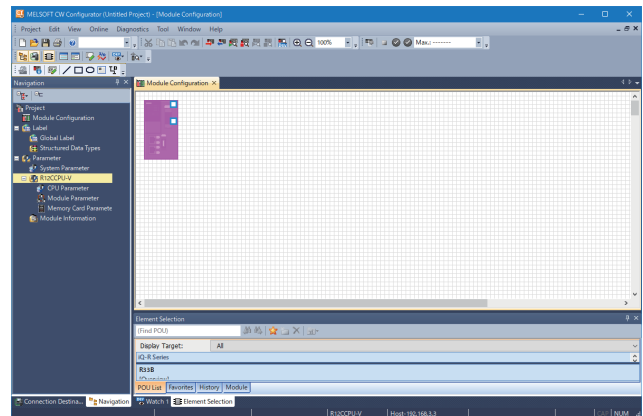 MELSOFT CW Configurator (Untitled Project) - [Module Configuration]
Project Edit View Online Diagnostics Tool Window Help
100%
Max.: -------
Navigation
Module Configuration
Project
Module Configuration
Label
Global Label
Structured Data Types
Parameter
System Parameter
R12CCPU-V
CPU Parameter
Module Parameter
Memory Card Paramete
Module Information
Element Selection
(Find POU)
Display Target: All
iQ-R Series
R33B
POU List Favorites History Module
Connection Destina... Navigation Watch 1 Element Selection
R12CCPU-V Host-192.168.3.3 CAP NUM